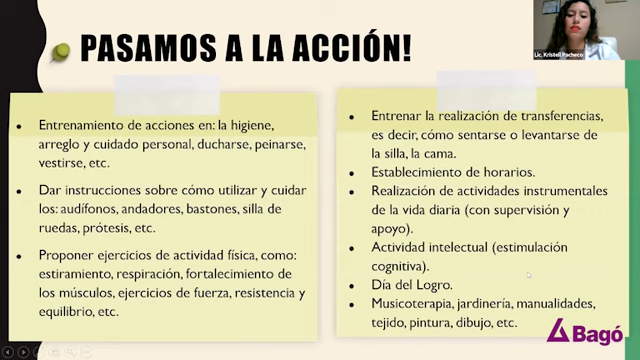 PASAMOS A LA ACCIÓN!
Lic. Kristell Pacheco
• Entrenamiento de acciones en: la higiene,
arreglo y cuidado personal, ducharse, peinarse,
vestirse, etc.
• Dar instrucciones sobre cómo utilizar y cuidar
los: audífonos, andadores, bastones, silla de
ruedas, prótesis, etc.
• Proponer ejercicios de actividad física, como:
estiramiento, respiración, fortalecimiento de
los músculos, ejercicios de fuerza, resistencia y
equilibrio, etc.
• Entrenar la realización de transferencias,
es decir, cómo sentarse o levantarse de
la silla, la cama.
• Establecimiento de horarios.
• Realización de actividades instrumentales
de la vida diaria (con supervisión y
apoyo).
• Actividad intelectual (estimulación
cognitiva).
• Día del Logro.
• Musicoterapia, jardinería, manualidades,
tejido, pintura, dibujo, etc.
Bagó